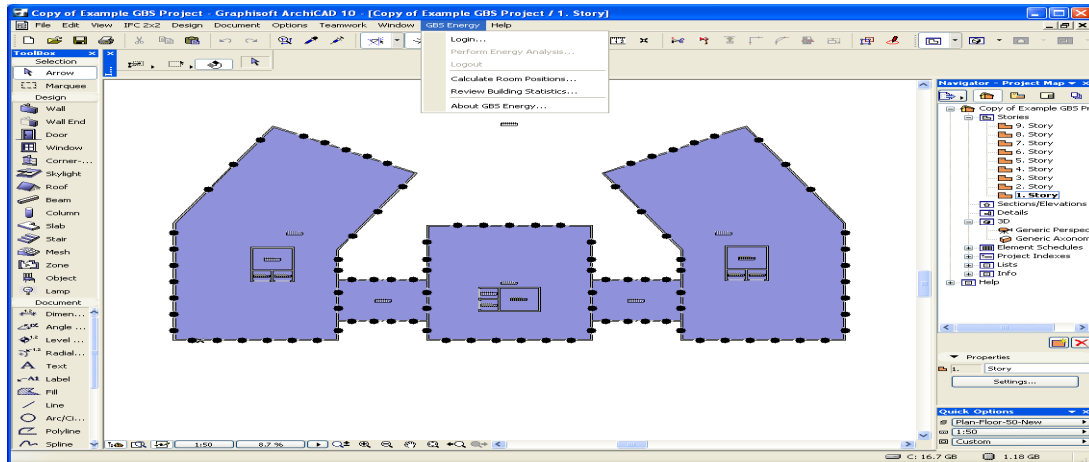 Copy of Example GBS Project - Graphisoft ArchiCAD 10 - [Copy of Example GBS Project / 1. Story]
File Edit View IFC 2x2 Design Document Options Teamwork Window GBS Energy Help
Login...
Perform Energy Analysis...
Logout
Calculate Room Positions...
Review Building Statistics...
About GBS Energy...
ToolBox
Selection
Arrow
Marquee
Design
Wall
Wall End
Door
Window
Corner-...
Skylight
Roof
Beam
Column
Slab
Stair
Mesh
Zone
Object
Lamp
Document
Dimen...
Angle ...
Level ...
Radial...
Text
Label
Fill
Line
Arc/Ci...
Polyline
Spline
1:50
8.7 %
Navigator - Project Map
Copy of Example GBS Pr
Stories
9. Story
8. Story
7. Story
6. Story
5. Story
4. Story
3. Story
2. Story
1. Story
Sections/Elevations
Details
3D
Generic Perspec
Generic Axonon
Element Schedules
Project Indexes
Lists
Info
Help
Properties
1. Story
Settings...
Quick Options
Plan-Floor-50-New
1:50
Custom
C: 16.7 GB
1.18 GB